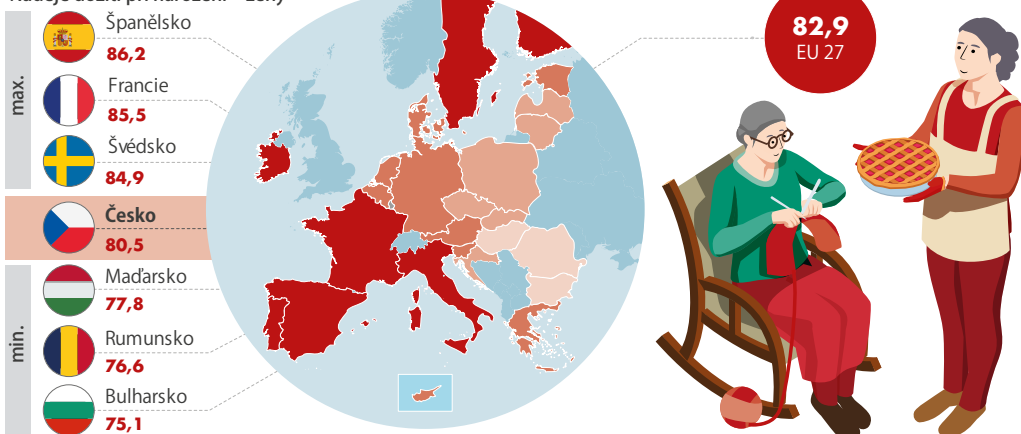 max.
Španělsko
86,2
Francie
85,5
Švédsko
84,9
Česko
80,5
min.
Maďarsko
77,8
Rumunsko
76,6
Bulharsko
75,1
82,9
EU 27